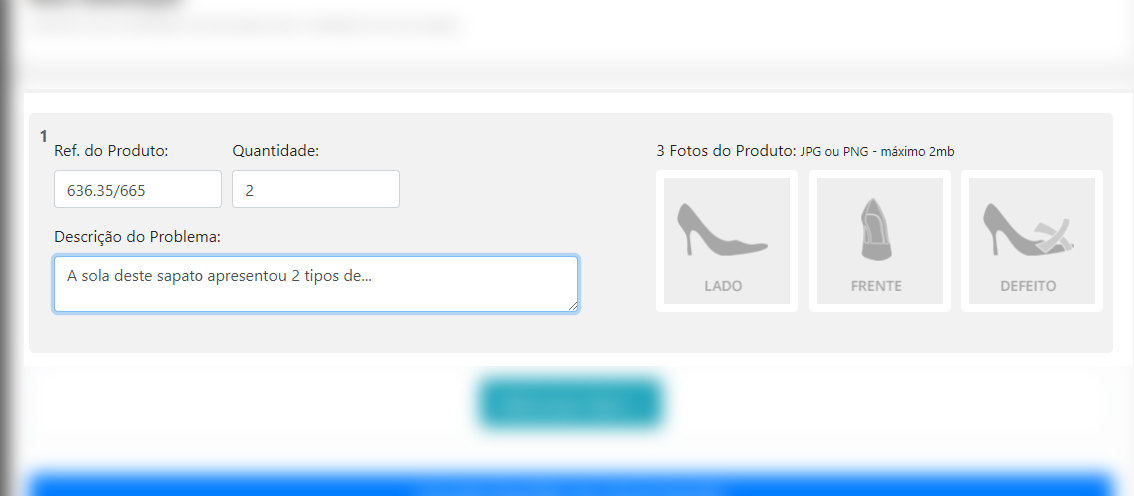 1
Ref. do Produto:
Quantidade:
636.35/665
2
Descrição do Problema:
A sola deste sapato apresentou 2 tipos de...
3 Fotos do Produto: JPG ou PNG - máximo 2mb
LADO
FRENTE
DEFEITO